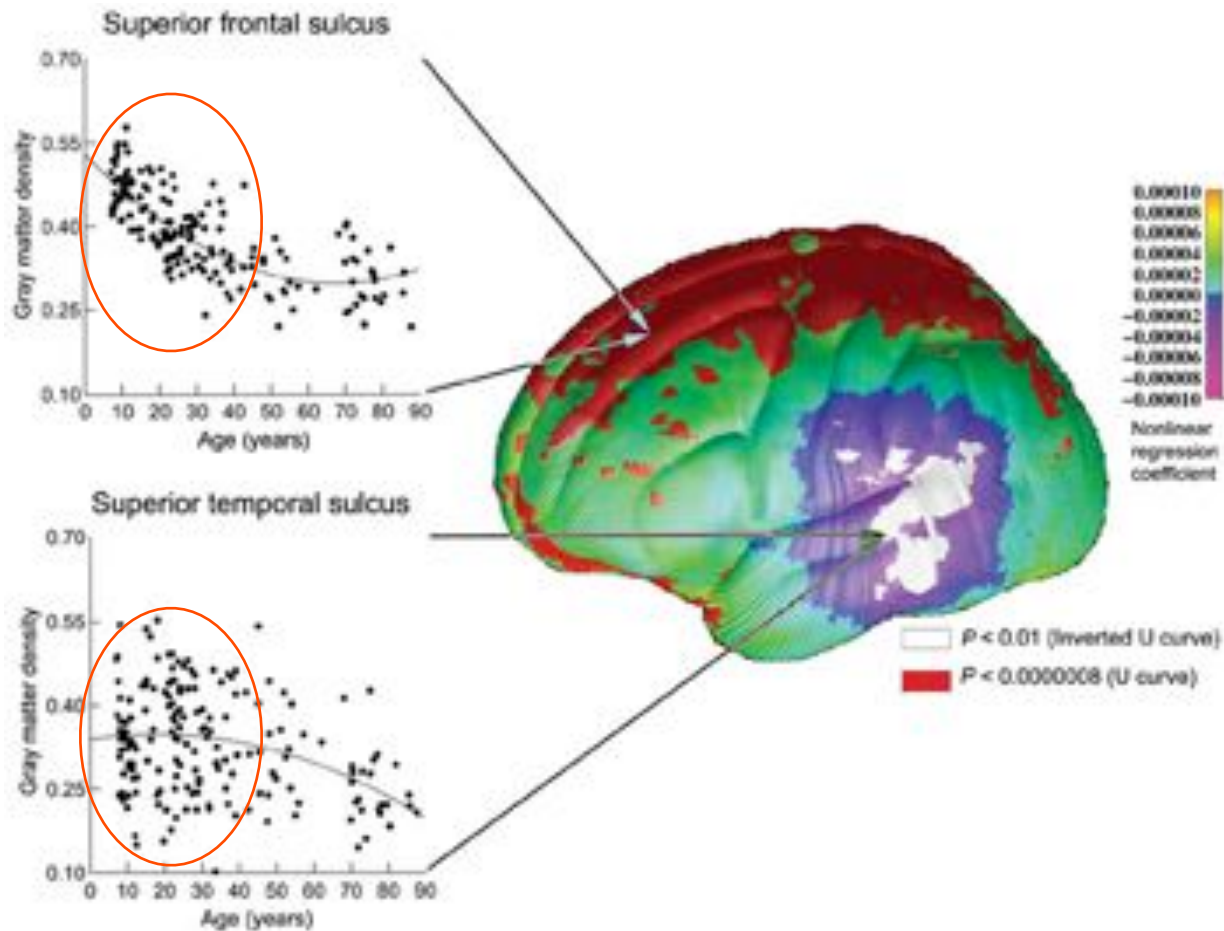 Superior frontal sulcus
0.70
0.55
0.40
0.25
0.10
Gray matter density
0 10 20 30 40 50 60 70 80 90
Age (years)
Superior temporal sulcus
0.70
0.55
0.40
0.25
0.10
Gray matter density
0 10 20 30 40 50 60 70 80 90
Age (years)
0.00010
0.00008
0.00006
0.00004
0.00002
0.00000
-0.00002
-0.00004
-0.00006
-0.00008
-0.00010
Nonlinear
regression
coefficient
P < 0.01 (Inverted U curve)
P < 0.0000008 (U curve)